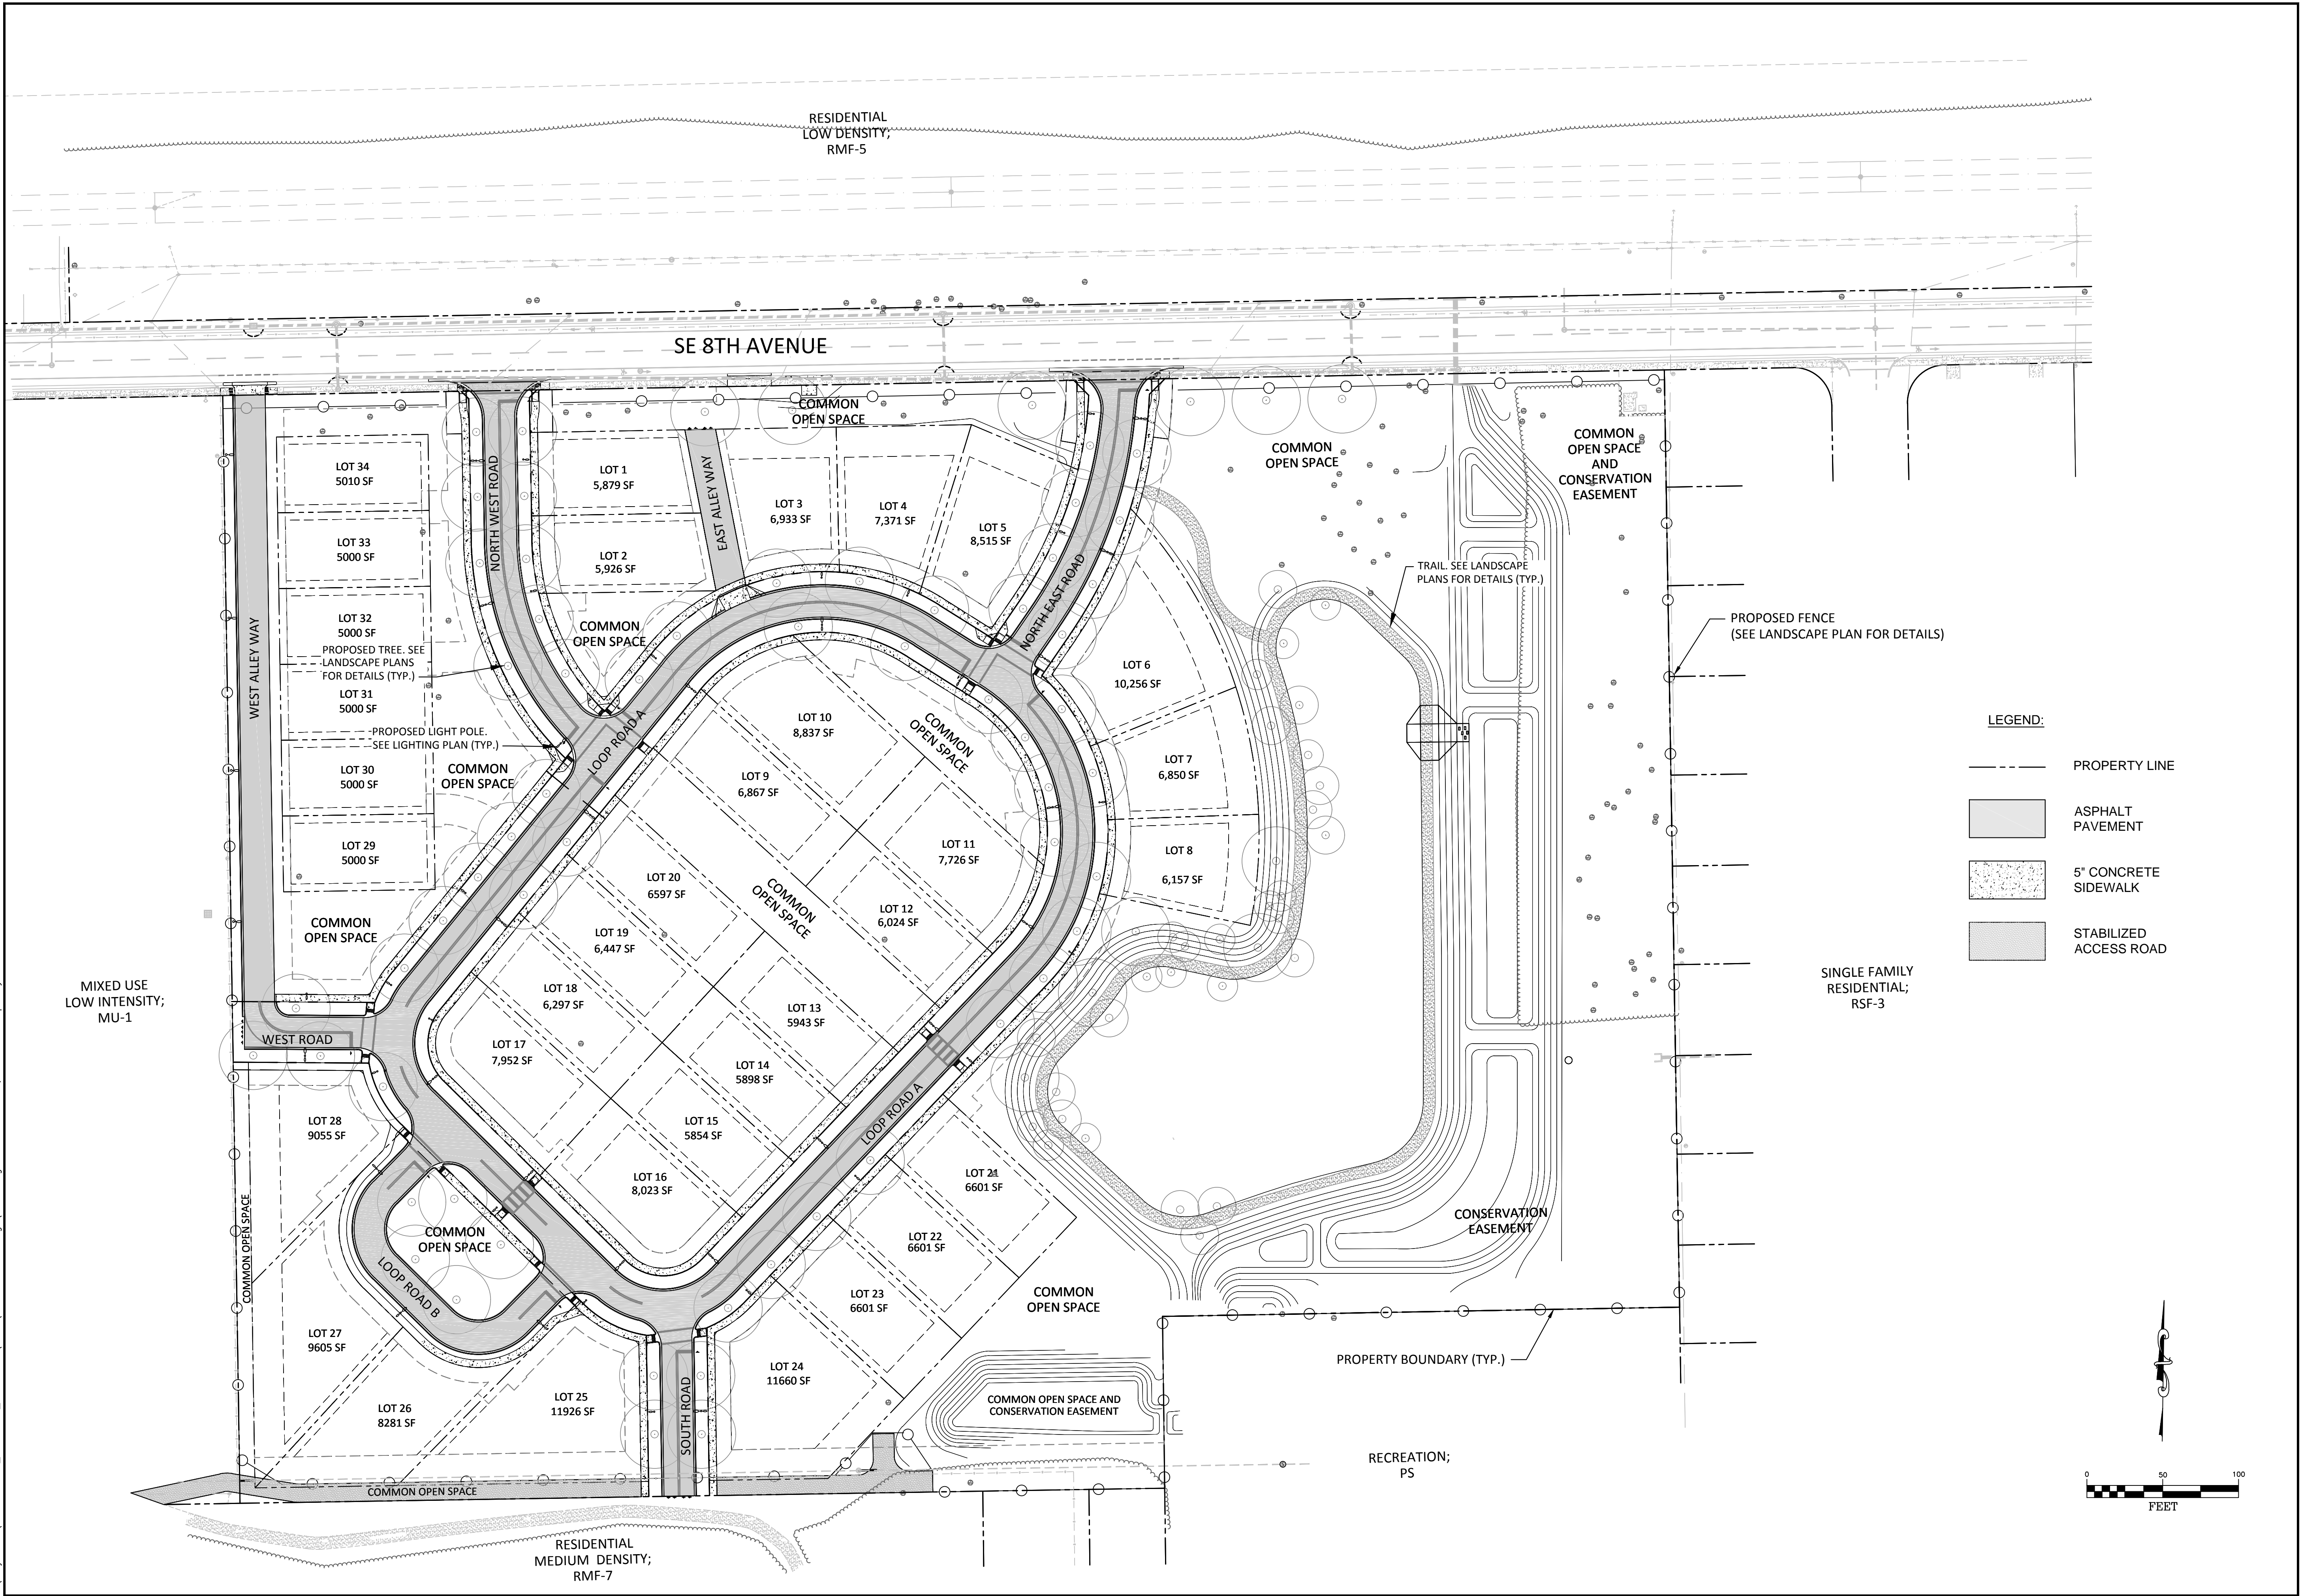 RESIDENTIAL
LOW DENSITY;
RMF-5
SE 8TH AVENUE
COMMON
OPEN SPACE
COMMON
OPEN SPACE
COMMON
OPEN SPACE
AND
CONSERVATION
EASEMENT
LOT 34
5010 SF
LOT 33
5000 SF
LOT 32
5000 SF
PROPOSED TREE. SEE
LANDSCAPE PLANS
FOR DETAILS (TYP.)
LOT 31
5000 SF
PROPOSED LIGHT POLE.
SEE LIGHTING PLAN (TYP.)
LOT 30
5000 SF
LOT 29
5000 SF
WEST ALLEY WAY
NORTH WEST ROAD
LOT 1
5,879 SF
LOT 2
5,926 SF
EAST ALLEY WAY
LOT 3
6,933 SF
LOT 4
7,371 SF
LOT 5
8,515 SF
NORTH EAST ROAD
COMMON
OPEN SPACE
COMMON
OPEN SPACE
COMMON
OPEN SPACE
LOOP ROAD A
LOT 6
10,256 SF
LOT 7
6,850 SF
LOT 8
6,157 SF
TRAIL. SEE LANDSCAPE
PLANS FOR DETAILS (TYP.)
PROPOSED FENCE
(SEE LANDSCAPE PLAN FOR DETAILS)
LOT 10
8,837 SF
COMMON
OPEN SPACE
LOT 9
6,867 SF
LOT 11
7,726 SF
LOT 12
6,024 SF
COMMON
OPEN SPACE
LOT 20
6597 SF
LOT 19
6,447 SF
LOT 18
6,297 SF
LOT 17
7,952 SF
LOT 13
5943 SF
LOT 14
5898 SF
LOT 15
5854 SF
LOT 16
8,023 SF
LOOP ROAD A
MIXED USE
LOW INTENSITY;
MU-1
WEST ROAD
LOT 28
9055 SF
COMMON OPEN SPACE
COMMON
OPEN SPACE
LOOP ROAD B
LOT 27
9605 SF
LOT 26
8281 SF
LOT 25
11926 SF
SOUTH ROAD
LOT 21
6601 SF
LOT 22
6601 SF
LOT 23
6601 SF
LOT 24
11660 SF
COMMON
OPEN SPACE
CONSERVATION
EASEMENT
COMMON OPEN SPACE AND
CONSERVATION EASEMENT
PROPERTY BOUNDARY (TYP.)
RECREATION;
PS
COMMON OPEN SPACE
RESIDENTIAL
MEDIUM DENSITY;
RMF-7
SINGLE FAMILY
RESIDENTIAL;
RSF-3
LEGEND:
PROPERTY LINE
ASPHALT
PAVEMENT
5" CONCRETE
SIDEWALK
STABILIZED
ACCESS ROAD
0 50 100
FEET